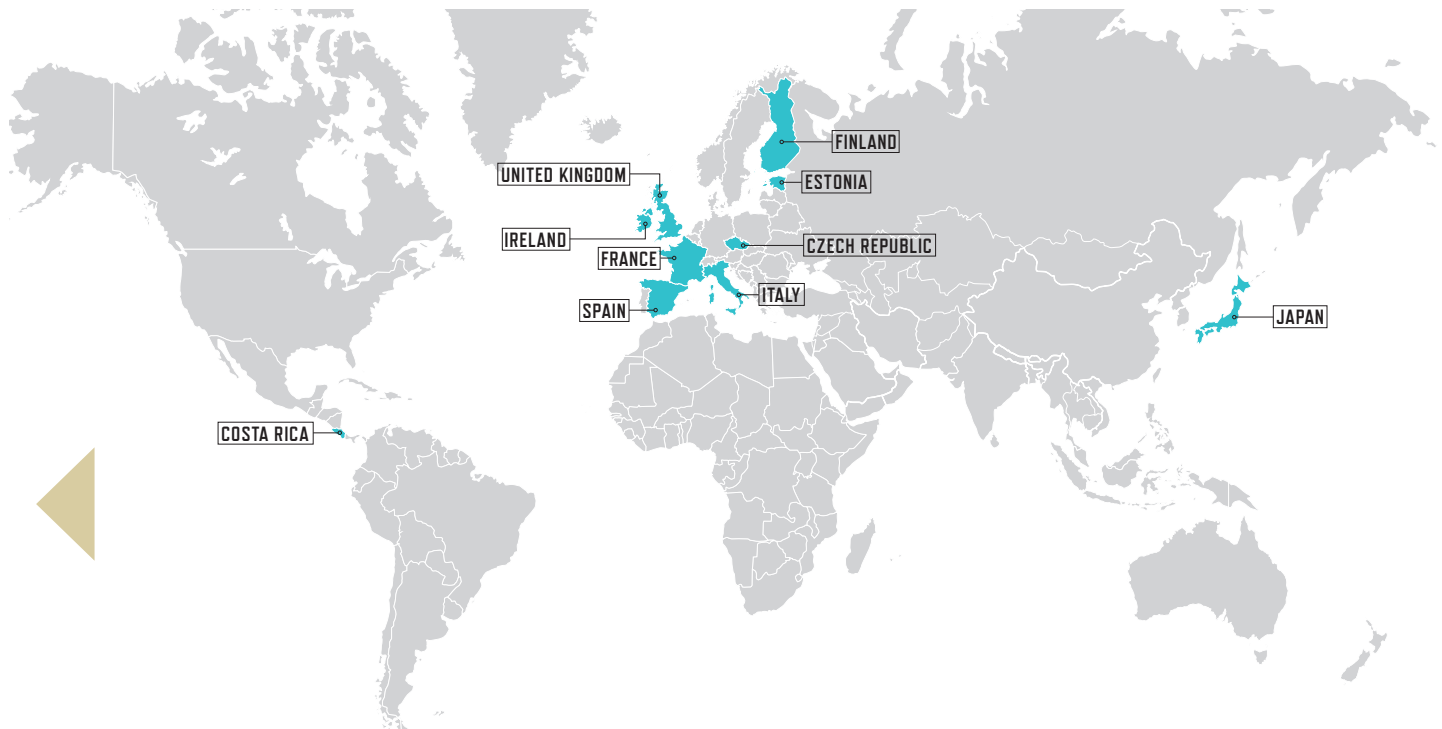 FINLAND
UNITED KINGDOM
ESTONIA
IRELAND
CZECH REPUBLIC
FRANCE
ITALY
SPAIN
JAPAN
COSTA RICA